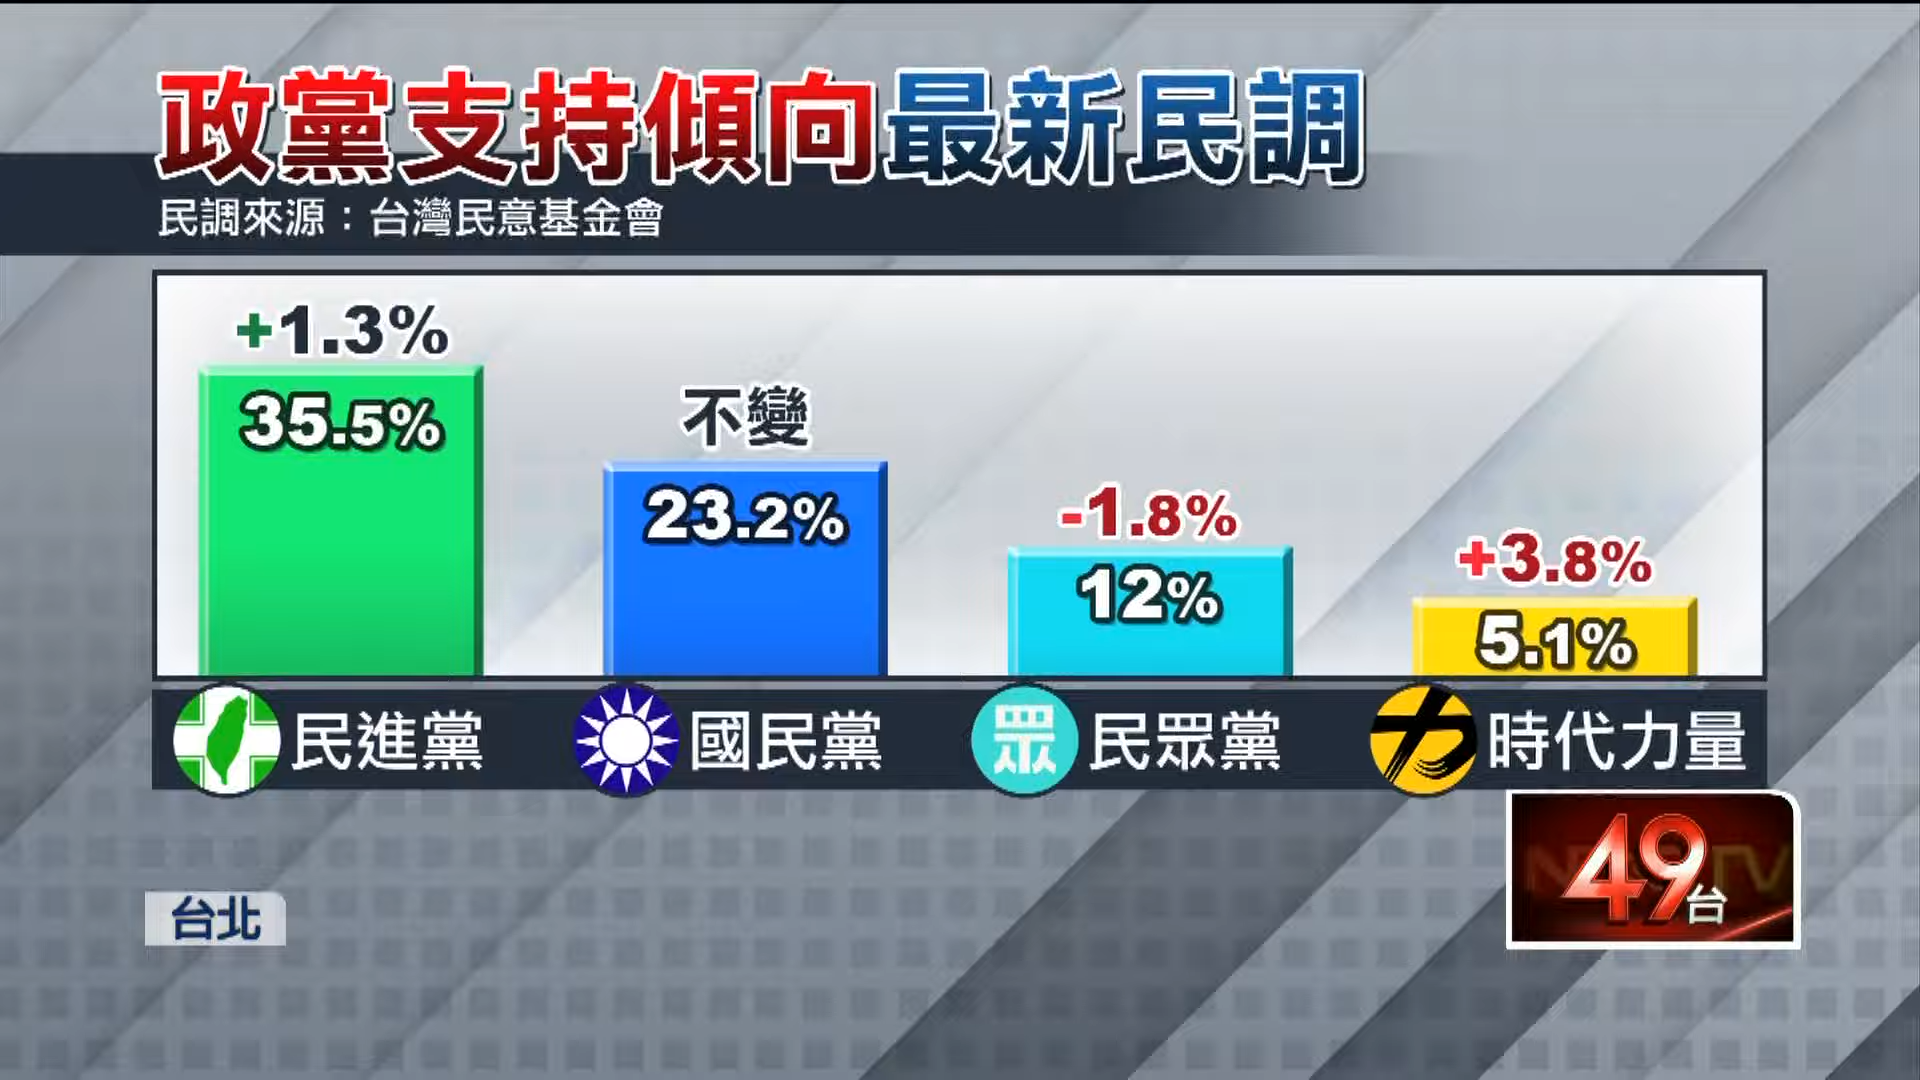 政黨支持傾向最新民調
民調來源：台灣民意基金會
+1.3%
35.5%
不變
23.2%
-1.8%
12%
+3.8%
5.1%
民進黨
國民黨
眾
民眾黨
力
時代力量
49台
台北